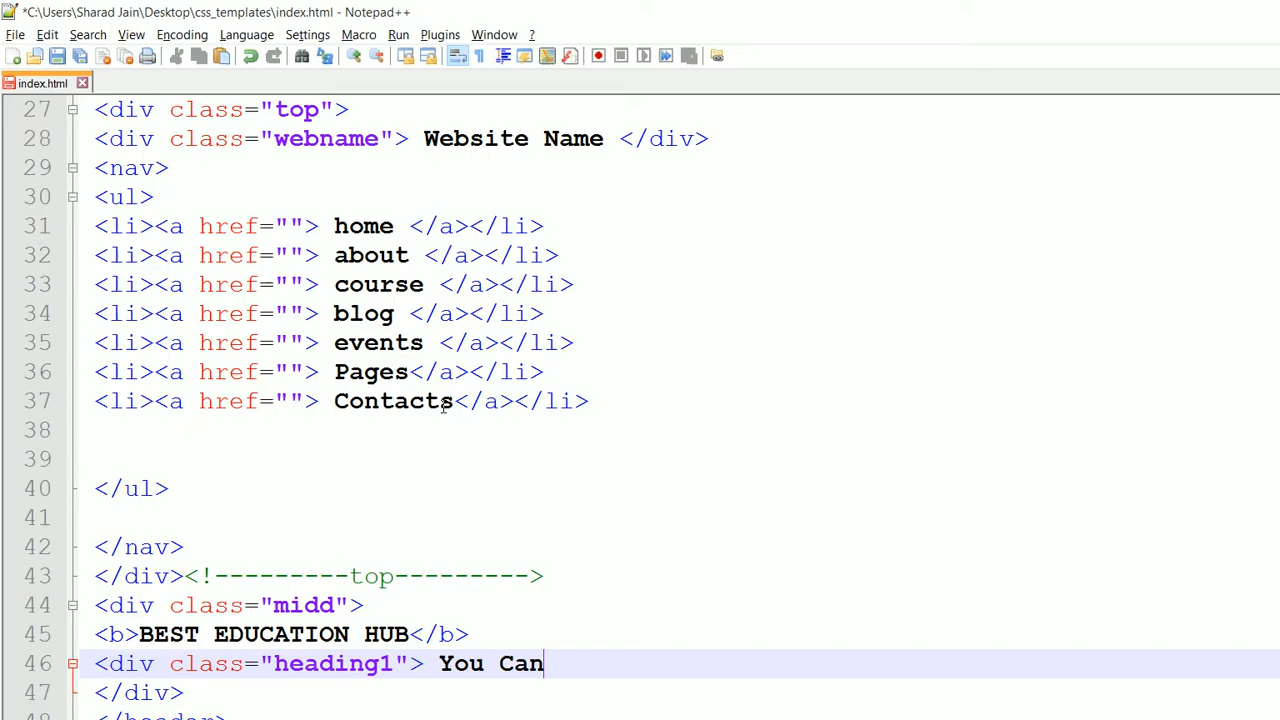 *C:\Users\Sharad Jain\Desktop\css_templates\index.html - Notepad++
File Edit Search View Encoding Language Settings Macro Run Plugins Window ?
index.html
27 <div class="top">
28 <div class="webname"> Website Name </div>
29 <nav>
30 <ul>
31 <li><a href=""> home </a></li>
32 <li><a href=""> about </a></li>
33 <li><a href=""> course </a></li>
34 <li><a href=""> blog </a></li>
35 <li><a href=""> events </a></li>
36 <li><a href=""> Pages</a></li>
37 <li><a href=""> Contacts</a></li>
38
39
40 </ul>
41
42 </nav>
43 </div><!---------top--------->
44 <div class="midd">
45 <b>BEST EDUCATION HUB</b>
46 <div class="heading1"> You Can
47 </div>
48 </header>